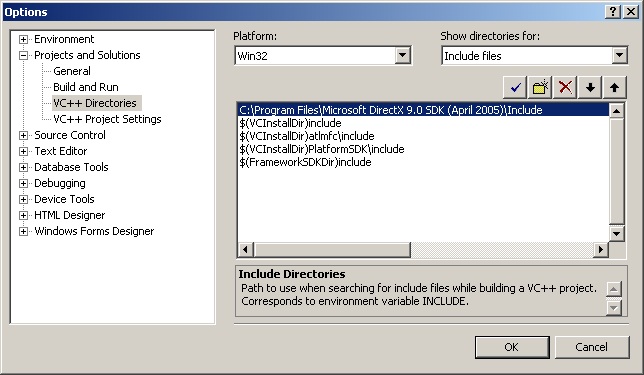 Options
Environment
Projects and Solutions
General
Build and Run
VC++ Directories
VC++ Project Settings
Source Control
Text Editor
Database Tools
Debugging
Device Tools
HTML Designer
Windows Forms Designer
Platform:
Win32
Show directories for:
Include files
C:\Program Files\Microsoft DirectX 9.0 SDK (April 2005)\Include
$(VCInstallDir)include
$(VCInstallDir)atlmfc\include
$(VCInstallDir)PlatformSDK\include
$(FrameworkSDKDir)include
Include Directories
Path to use when searching for include files while building a VC++ project.
Corresponds to environment variable INCLUDE.
OK
Cancel